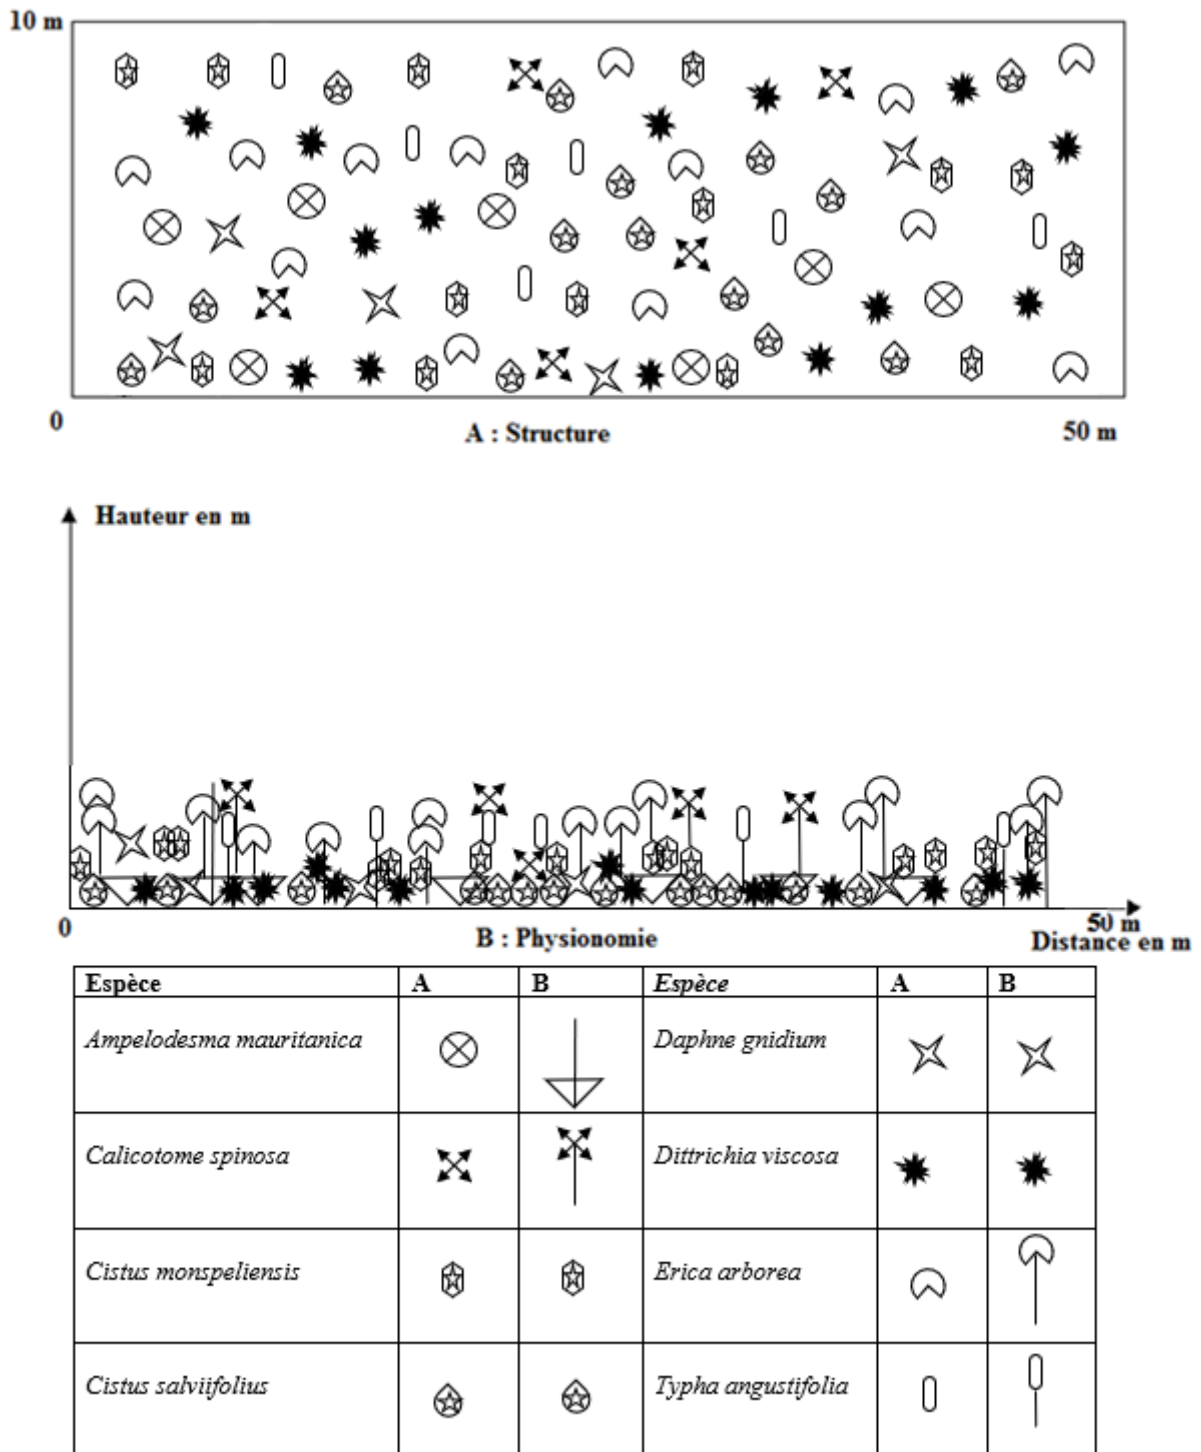 10 m
0
50 m
A : Structure
Hauteur en m
0
50 m
B : Physionomie
Distance en m
Espèce A B Espèce A B
Ampelodesma mauritanica Daphne gnidium
Calicotome spinosa Dittrichia viscosa
Cistus monspeliensis Erica arborea
Cistus salviifolius Typha angustifolia